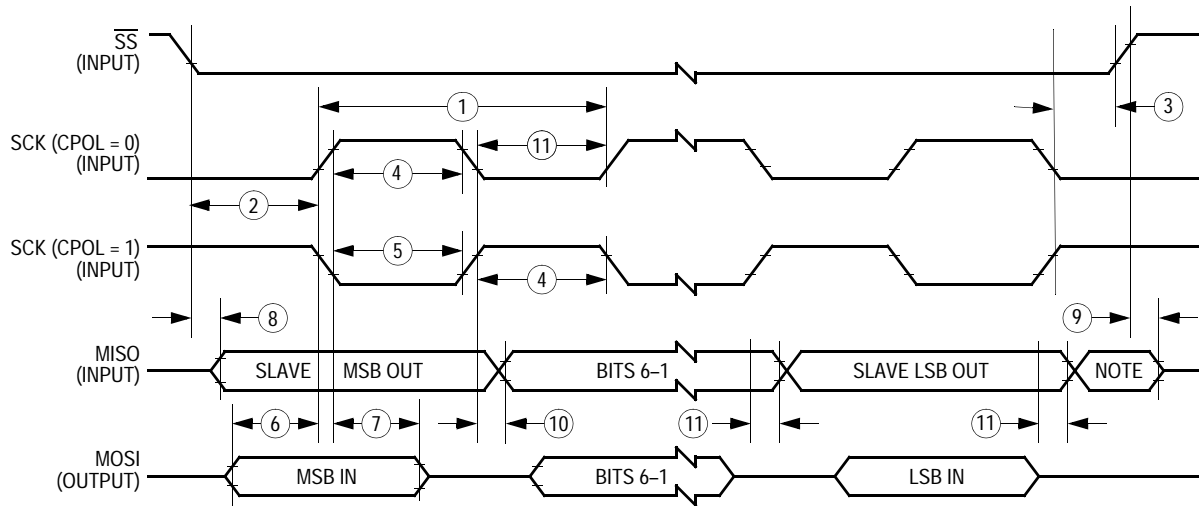 SS
(INPUT)
1
3
SCK (CPOL = 0)
(INPUT)
11
4
2
SCK (CPOL = 1)
(INPUT)
5
4
8
9
MISO
(INPUT)
SLAVE MSB OUT
BITS 6–1
SLAVE LSB OUT
NOTE
6
7
10
11
11
MOSI
(OUTPUT)
MSB IN
BITS 6–1
LSB IN